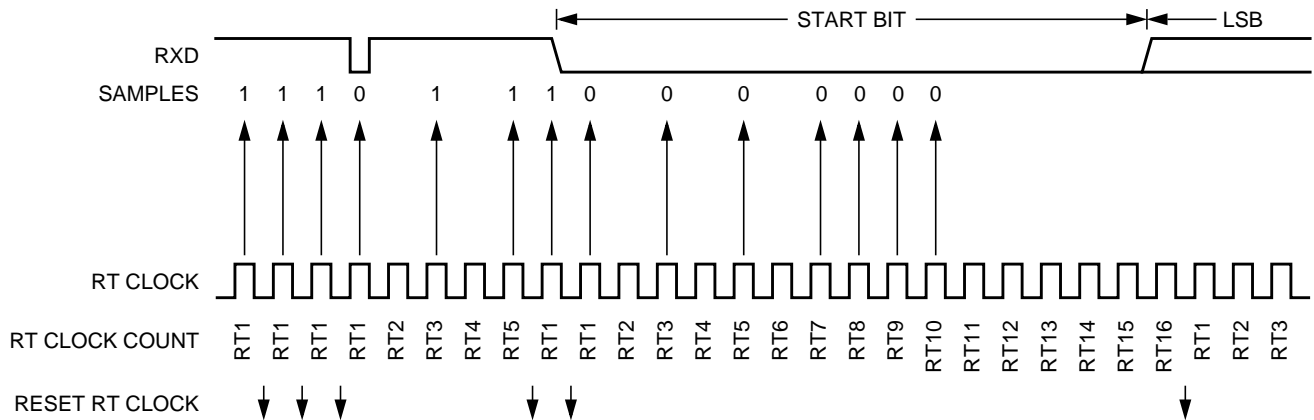 START BIT LSB
RXD
SAMPLES 1 1 1 0 1 1 1 0 0 0 0 0 0 0
RT CLOCK
RT CLOCK COUNT RT1 RT1 RT1 RT1 RT2 RT3 RT4 RT5 RT1 RT1 RT2 RT3 RT4 RT5 RT6 RT7 RT8 RT9 RT10 RT11 RT12 RT13 RT14 RT15 RT16 RT1 RT2 RT3
RESET RT CLOCK